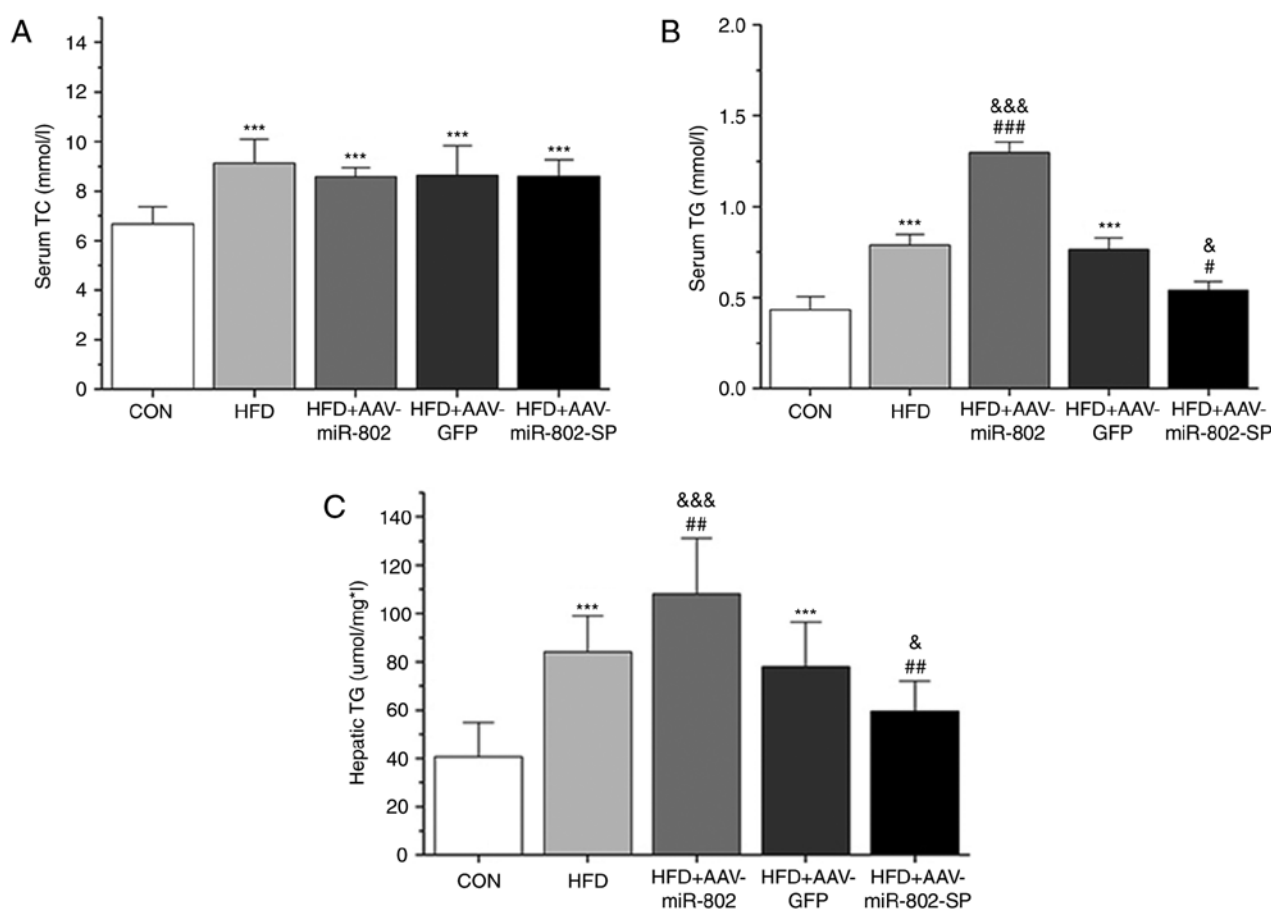 A
Serum TC (mmol/l)
14
12
10
8
6
4
2
0
***
***
***
***
CON
HFD
HFD+AAV-
miR-802
HFD+AAV-
GFP
HFD+AAV-
miR-802-SP
B
Serum TG (mmol/l)
2.0
1.5
1.0
0.5
0.0
***
&&&
###
***
&
#
CON
HFD
HFD+AAV-
miR-802
HFD+AAV-
GFP
HFD+AAV-
miR-802-SP
C
Hepatic TG (umol/mg*l)
140
120
100
80
60
40
20
0
***
&&&
##
***
&
##
CON
HFD
HFD+AAV-
miR-802
HFD+AAV-
GFP
HFD+AAV-
miR-802-SP